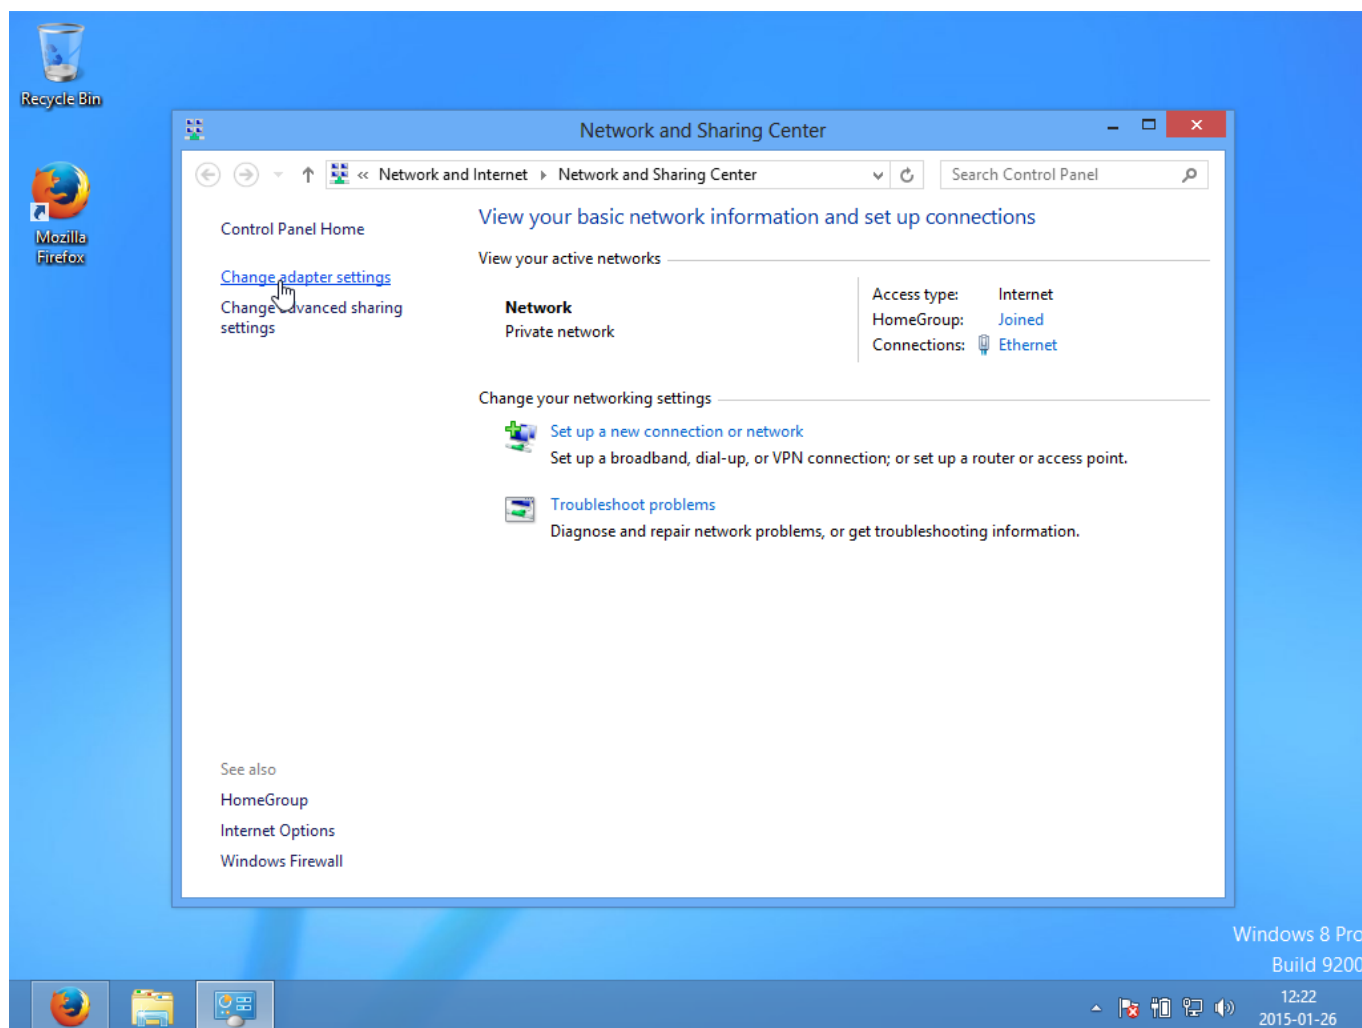 Recycle Bin
Mozilla
Firefox
Network and Sharing Center
« Network and Internet Network and Sharing Center
Search Control Panel
Control Panel Home
Change adapter settings
Change advanced sharing
settings
View your basic network information and set up connections
View your active networks
Network
Private network
Access type: Internet
HomeGroup: Joined
Connections: Ethernet
Change your networking settings
Set up a new connection or network
Set up a broadband, dial-up, or VPN connection; or set up a router or access point.
Troubleshoot problems
Diagnose and repair network problems, or get troubleshooting information.
See also
HomeGroup
Internet Options
Windows Firewall
Windows 8 Pro
Build 9200
12:22
2015-01-26